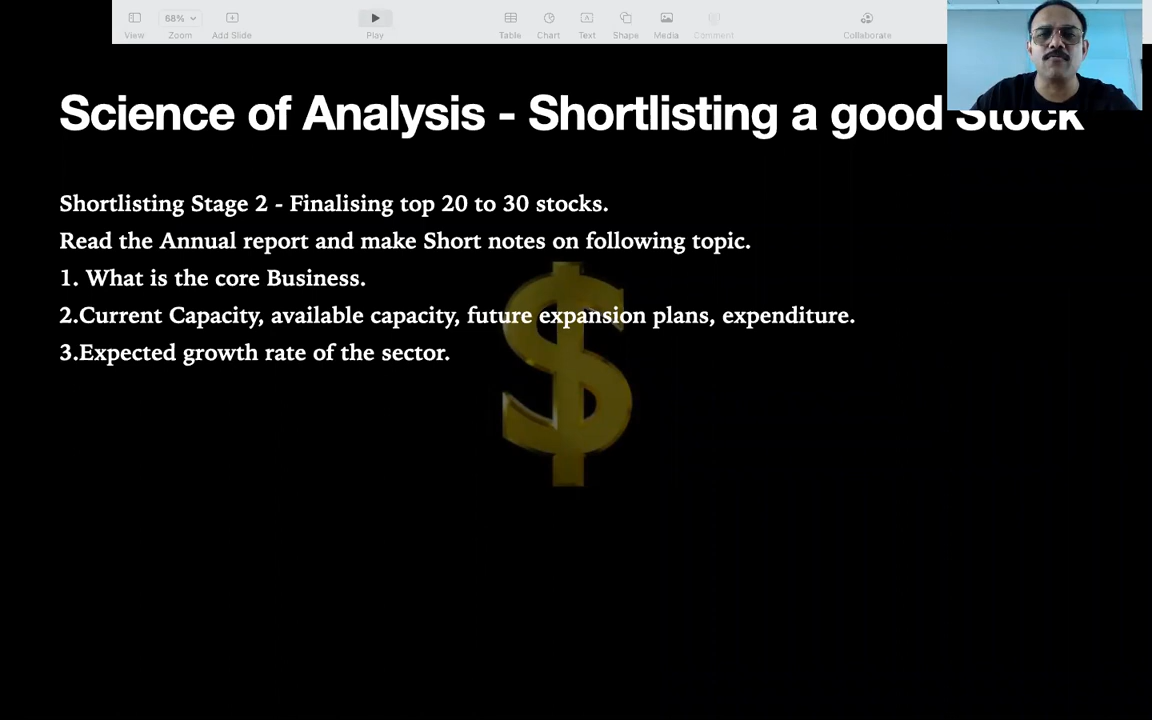 68%
View
Zoom
Add Slide
Play
Table
Chart
Text
Shape
Media
Comment
Collaborate
Science of Analysis - Shortlisting a good Stock
Shortlisting Stage 2 - Finalising top 20 to 30 stocks.
Read the Annual report and make Short notes on following topic.
1. What is the core Business.
2.Current Capacity, available capacity, future expansion plans, expenditure.
3.Expected growth rate of the sector.